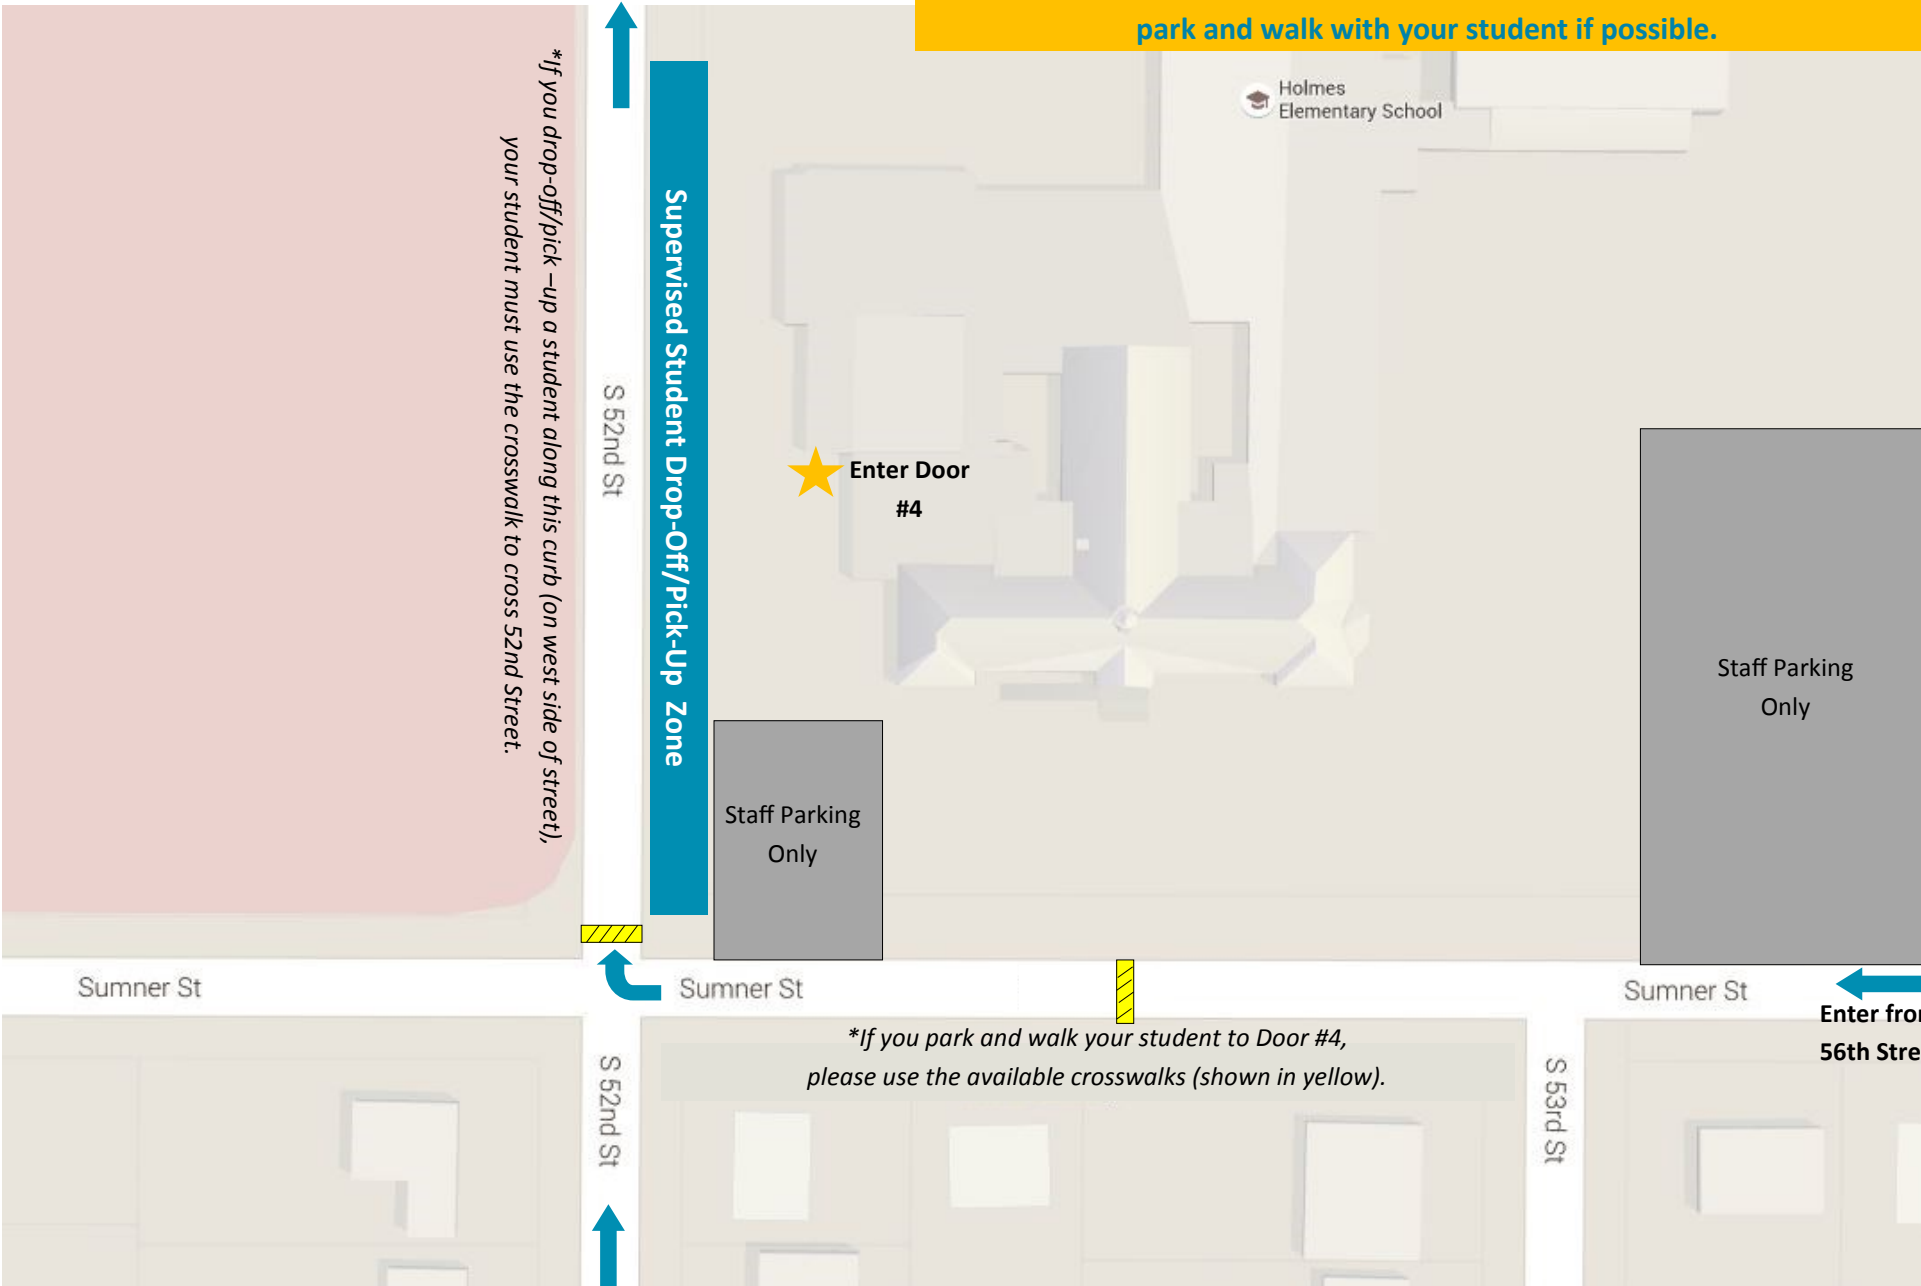 park and walk with your student if possible.
Holmes
Elementary School
*If you drop-off/pick –up a student along this curb (on west side of street),
your student must use the crosswalk to cross 52nd Street.
S 52nd St
Supervised Student Drop-Off/Pick-Up Zone
Enter Door
#4
Staff Parking
Only
Staff Parking
Only
Sumner St
Sumner St
Sumner St
Enter from
56th Stre
*If you park and walk your student to Door #4,
please use the available crosswalks (shown in yellow).
S 52nd St
S 53rd St